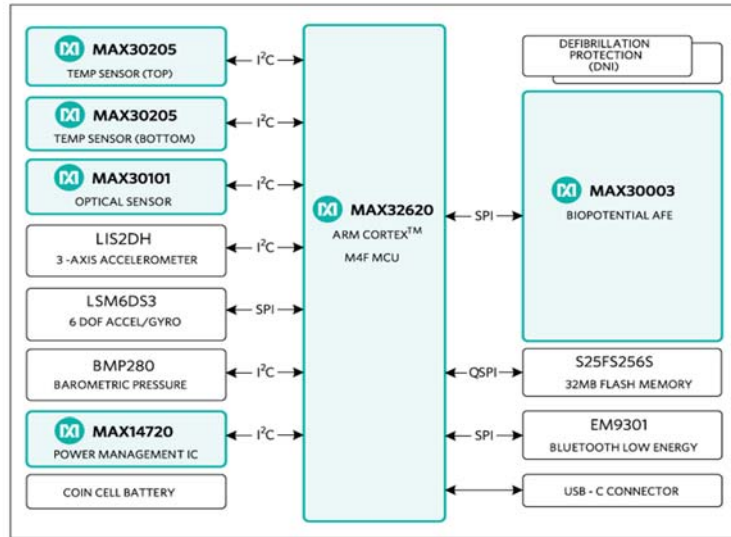 MAX30205
TEMP SENSOR (TOP)
I²C
MAX30205
TEMP SENSOR (BOTTOM)
I²C
MAX30101
OPTICAL SENSOR
I²C
LIS2DH
3 -AXIS ACCELEROMETER
I²C
LSM6DS3
6 DOF ACCEL/GYRO
SPI
BMP280
BAROMETRIC PRESSURE
I²C
MAX14720
POWER MANAGEMENT IC
I²C
COIN CELL BATTERY
MAX32620
ARM CORTEX™
M4F MCU
DEFIBRILLATION
PROTECTION
(DNI)
SPI
MAX30003
BIOPOTENTIAL AFE
QSPI
S25FS256S
32MB FLASH MEMORY
SPI
EM9301
BLUETOOTH LOW ENERGY
USB - C CONNECTOR